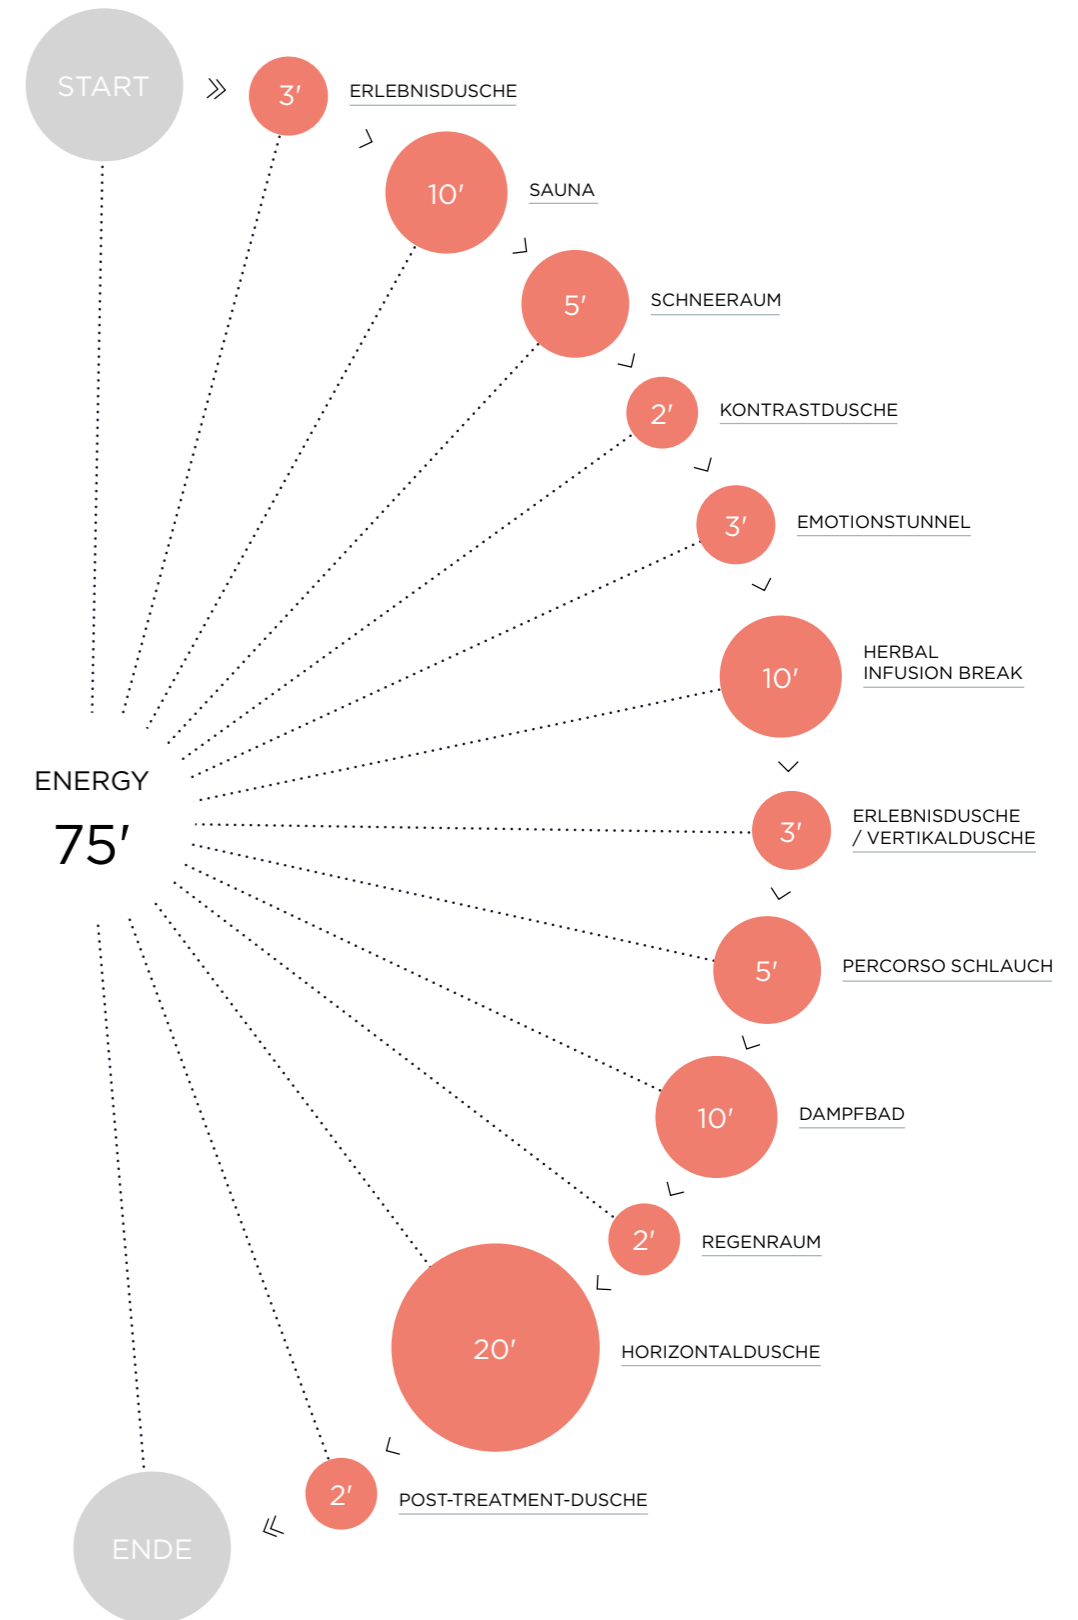 START
3'
ERLEBNISDUSCHE
10'
SAUNA
5'
SCHNEERAUM
2'
KONTRASTDUSCHE
3'
EMOTIONSTUNNEL
10'
HERBAL
INFUSION BREAK
ENERGY
75'
3'
ERLEBNISDUSCHE
/ VERTIKALDUSCHE
5'
PERCORSO SCHLAUCH
10'
DAMPFBAD
2'
REGENRAUM
20'
HORIZONTALDUSCHE
2'
POST-TREATMENT-DUSCHE
ENDE